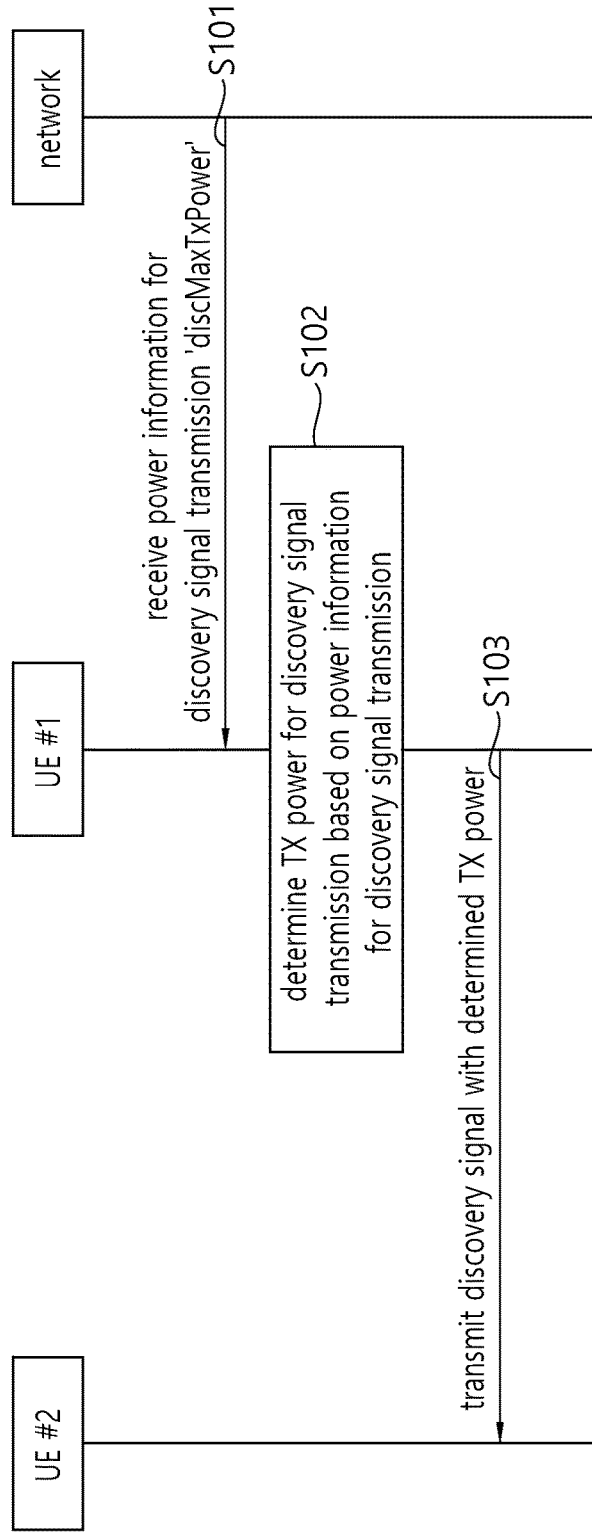 UE #2
UE #1
network
receive power information for
discovery signal transmission 'discMaxTxPower'
S101
S102
determine TX power for discovery signal
transmission based on power information
for discovery signal transmission
S103
transmit discovery signal with determined TX power